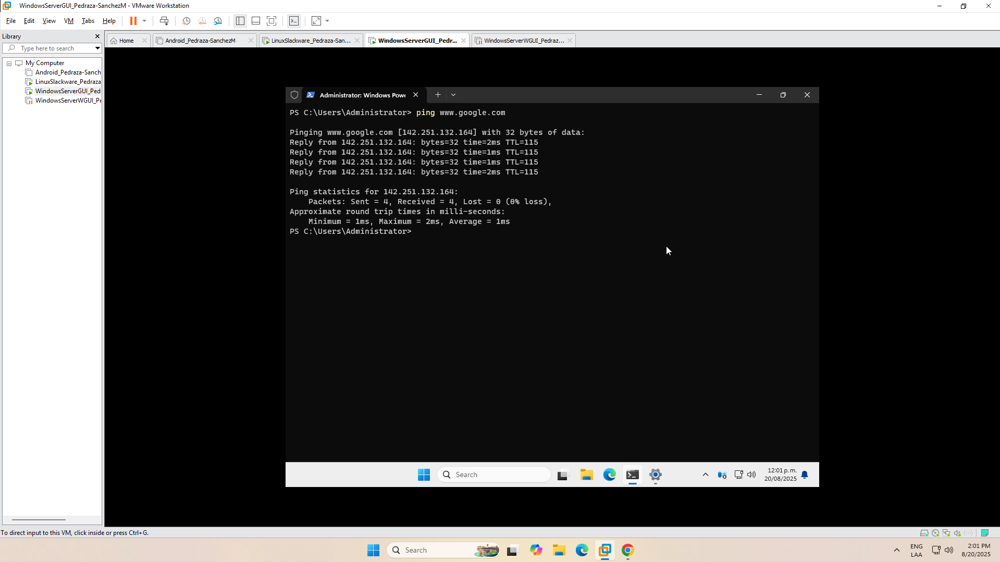 WindowsServerGUI_Pedraza-SanchezM - VMware Workstation
File Edit View VM Tabs Help
Library
Type here to search
My Computer
Android_Pedraza-Sanch
LinuxSlackware_Pedraza
WindowsServerGUI_Ped
WindowsServerWGUI_Pe
Home
Android_Pedraza-SanchezM
LinuxSlackware_Pedraza-San...
WindowsServerGUI_Pedr...
WindowsServerWGUI_Pedraz...
Administrator: Windows Powe
PS C:\Users\Administrator> ping www.google.com
Pinging www.google.com [142.251.132.164] with 32 bytes of data:
Reply from 142.251.132.164: bytes=32 time=2ms TTL=115
Reply from 142.251.132.164: bytes=32 time=1ms TTL=115
Reply from 142.251.132.164: bytes=32 time=1ms TTL=115
Reply from 142.251.132.164: bytes=32 time=2ms TTL=115
Ping statistics for 142.251.132.164:
Packets: Sent = 4, Received = 4, Lost = 0 (0% loss),
Approximate round trip times in milli-seconds:
Minimum = 1ms, Maximum = 2ms, Average = 1ms
PS C:\Users\Administrator>
Search
12:01 p. m.
20/08/2025
To direct input to this VM, click inside or press Ctrl+G.
Search
ENG
LAA
2:01 PM
8/20/2025